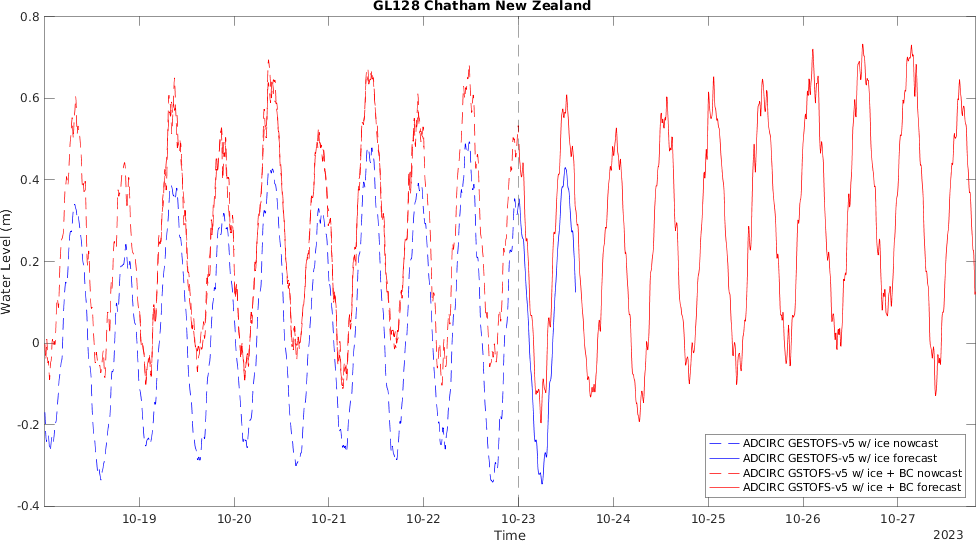 GL128 Chatham New Zealand
0.8
0.6
0.4
0.2
0
-0.2
-0.4
Water Level (m)
ADCIRC GESTOFS-v5 w/ ice nowcast
ADCIRC GESTOFS-v5 w/ ice forecast
ADCIRC GSTOFS-v5 w/ ice + BC nowcast
ADCIRC GSTOFS-v5 w/ ice + BC forecast
10-19 10-20 10-21 10-22 10-23 10-24 10-25 10-26 10-27
Time
2023